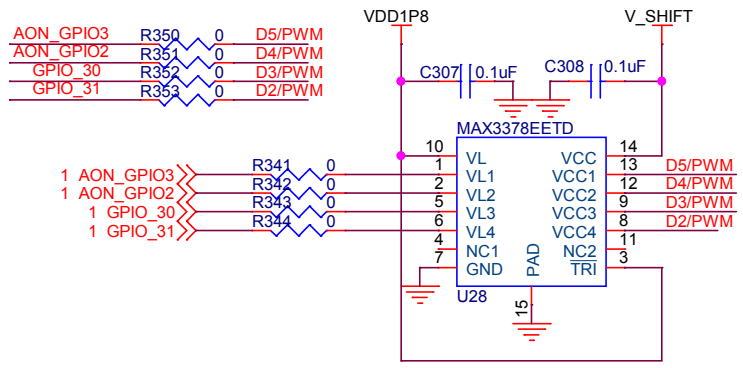 VDD1P8 V_SHIFT
AON_GPIO3 R350 0 D5/PWM
AON_GPIO2 R351 0 D4/PWM
GPIO_30 R352 0 D3/PWM
GPIO_31 R353 0 D2/PWM
C307 0.1uF C308 0.1uF
MAX3378EETD
10 VL VCC 14
1 AON_GPIO3 R341 0 1 VL1 VCC1 13 D5/PWM
1 AON_GPIO2 R342 0 2 VL2 VCC2 12 D4/PWM
1 GPIO_30 R343 0 5 VL3 VCC3 9 D3/PWM
1 GPIO_31 R344 0 6 VL4 VCC4 8 D2/PWM
4 NC1 NC2 11
7 GND PAD TRI 3
U28 15